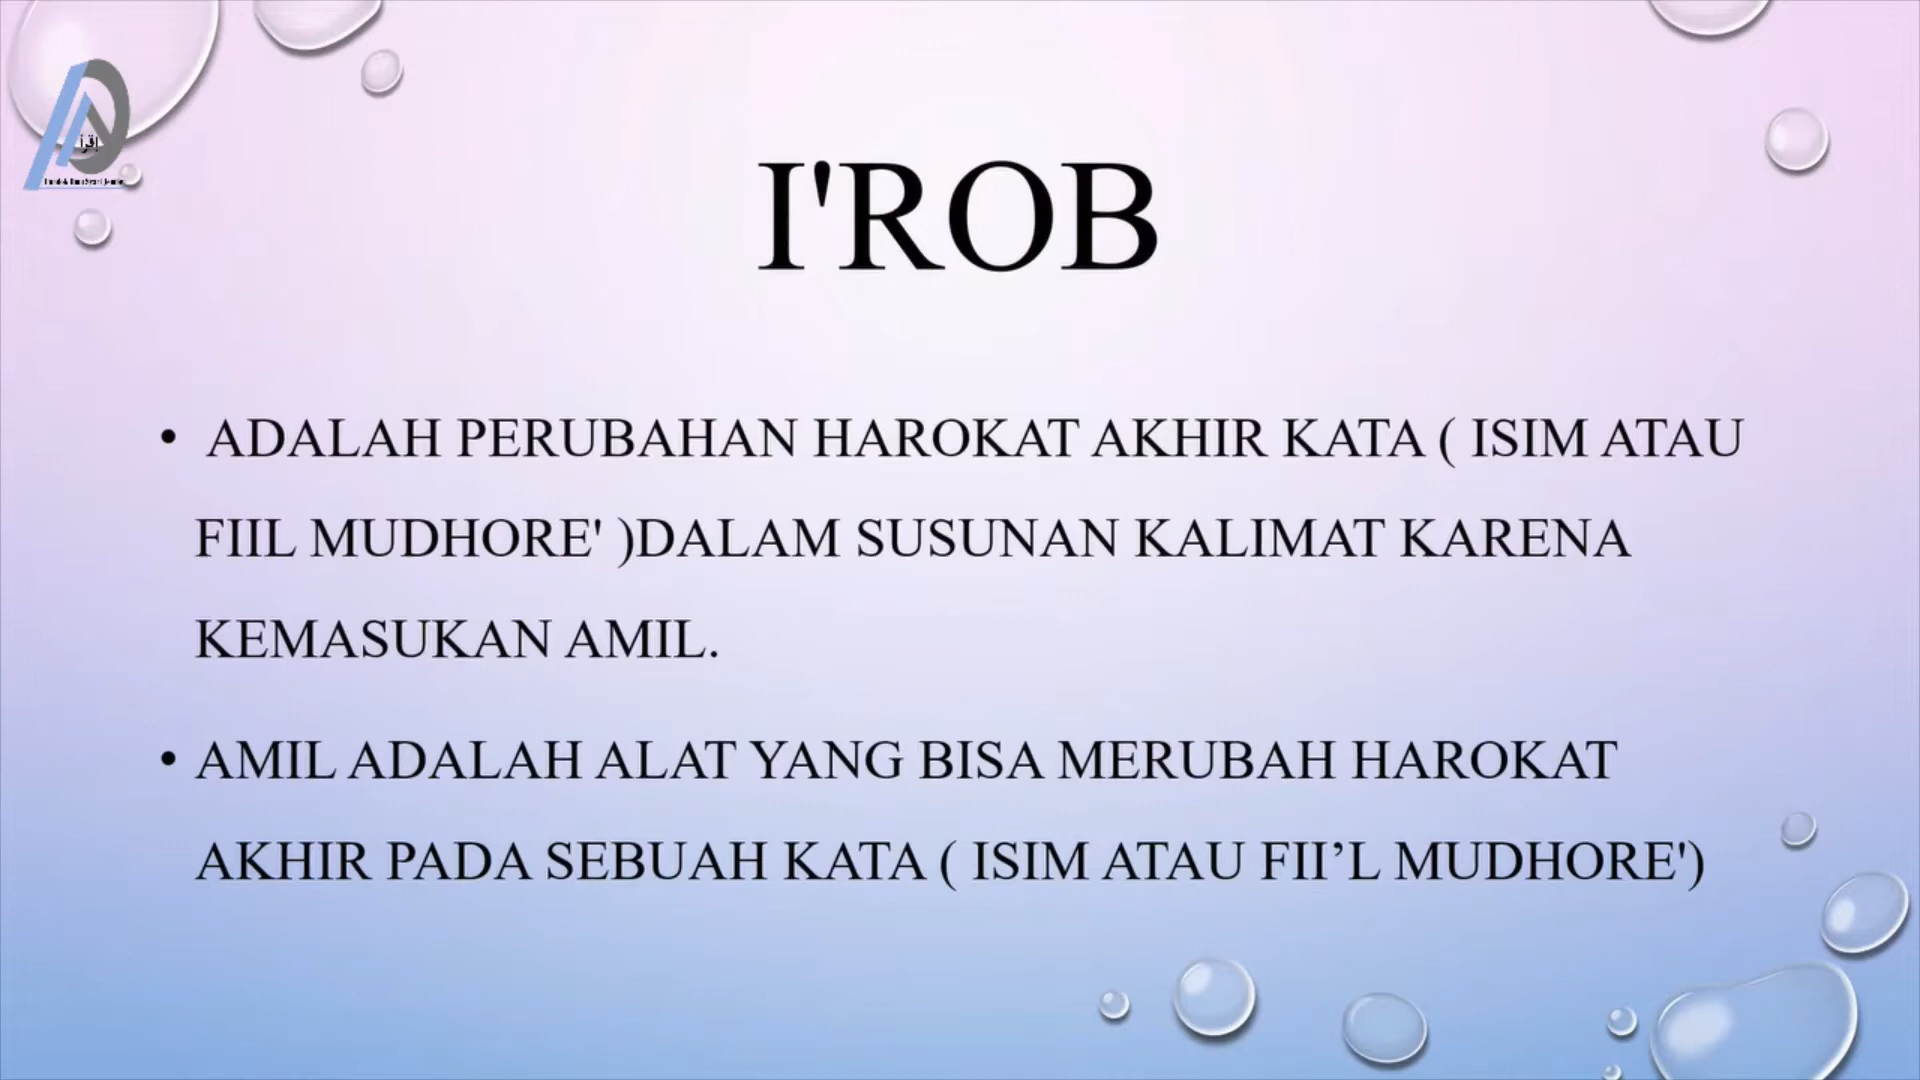 إقرأ
I'ROB
• ADALAH PERUBAHAN HAROKAT AKHIR KATA ( ISIM ATAU
FIIL MUDHORE' )DALAM SUSUNAN KALIMAT KARENA
KEMASUKAN AMIL.
• AMIL ADALAH ALAT YANG BISA MERUBAH HAROKAT
AKHIR PADA SEBUAH KATA ( ISIM ATAU FII’L MUDHORE')